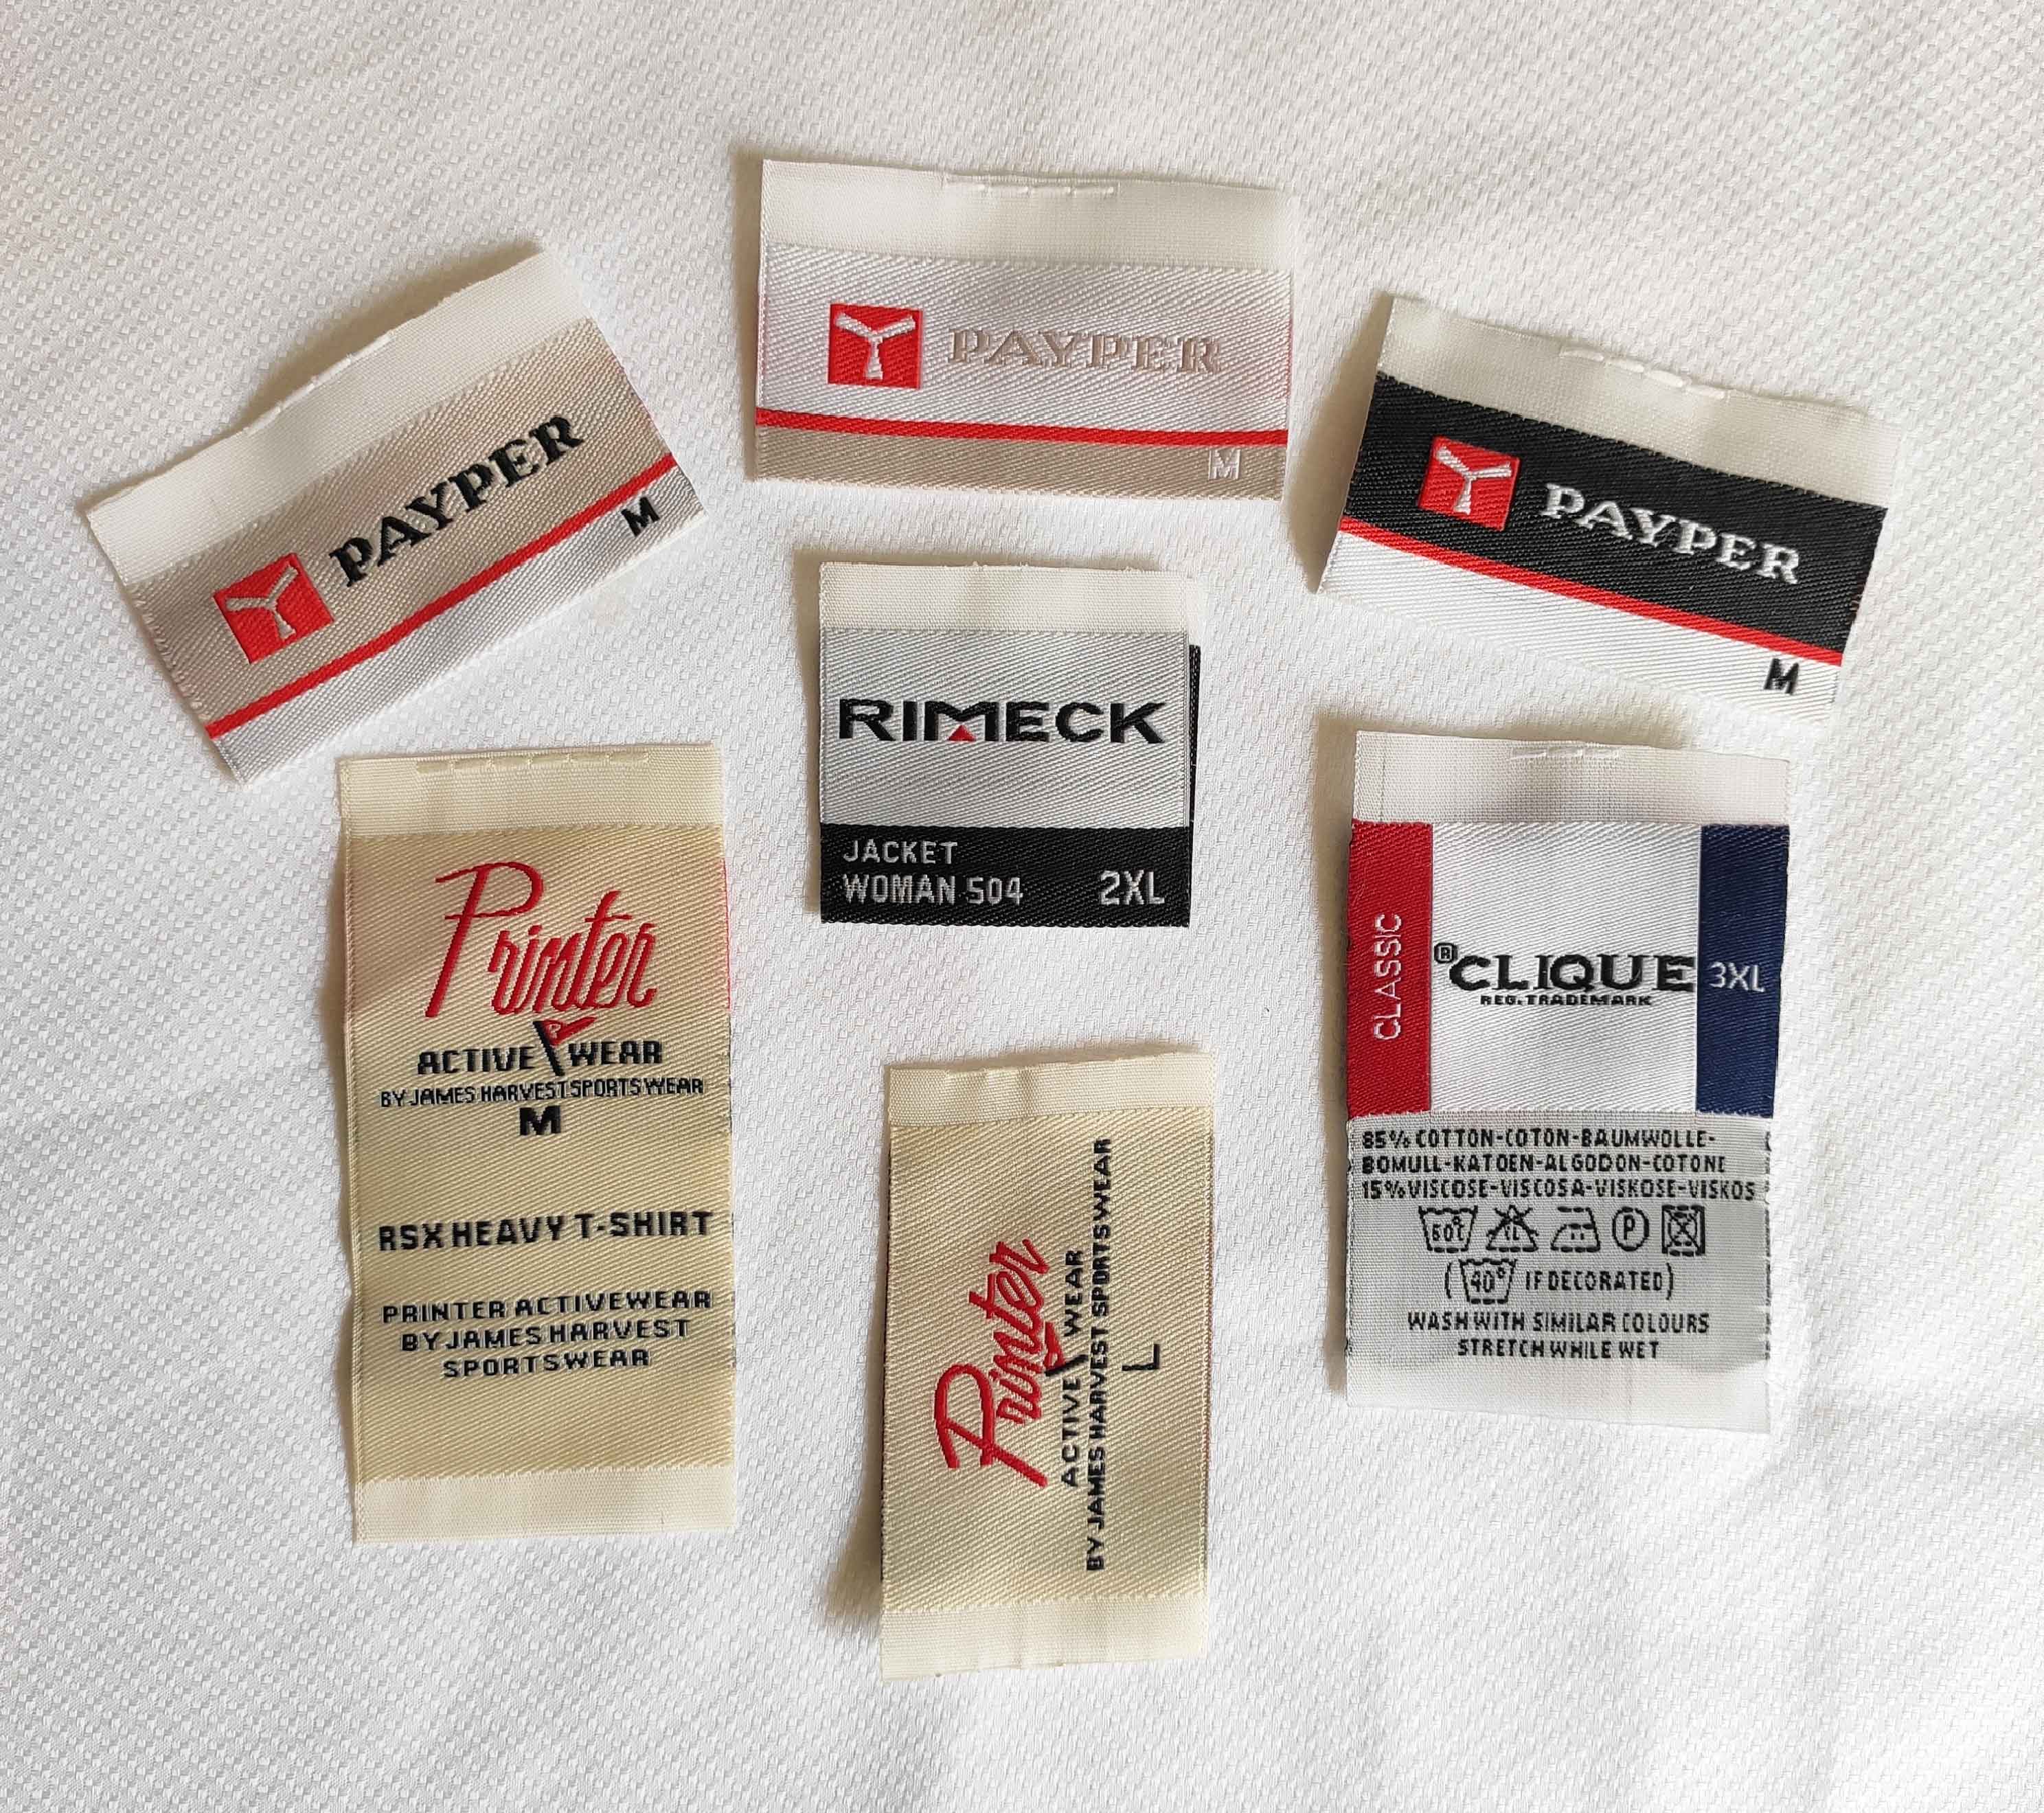 PAYPER
M
PAYPER
M
PAYPER
M
RIMECK
JACKET
WOMAN 504 2XL
Printer
ACTIVE WEAR
BY JAMES HARVEST SPORTSWEAR
M
RSX HEAVY T-SHIRT
PRINTER ACTIVEWEAR
BY JAMES HARVEST
SPORTSWEAR
Printer
ACTIVE WEAR
BY JAMES HARVEST SPORTSWEAR
L
CLASSIC
®CLIQUE
REG. TRADEMARK
3XL
85% COTTON-COTON-BAUMWOLLE-
BOMULL-KATOEN-ALGODON-COTONE
15% VISCOSE-VISCOSA-VISKOSE-VISKOS
60° CL P
(40° IF DECORATED)
WASH WITH SIMILAR COLOURS
STRETCH WHILE WET